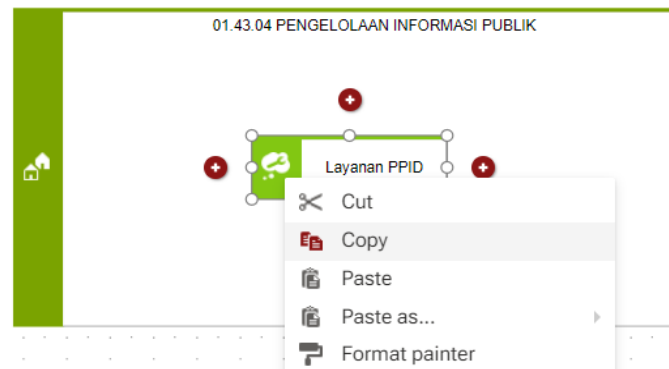 01.43.04 PENGELOLAAN INFORMASI PUBLIK
Layanan PPID
Cut
Copy
Paste
Paste as...
Format painter